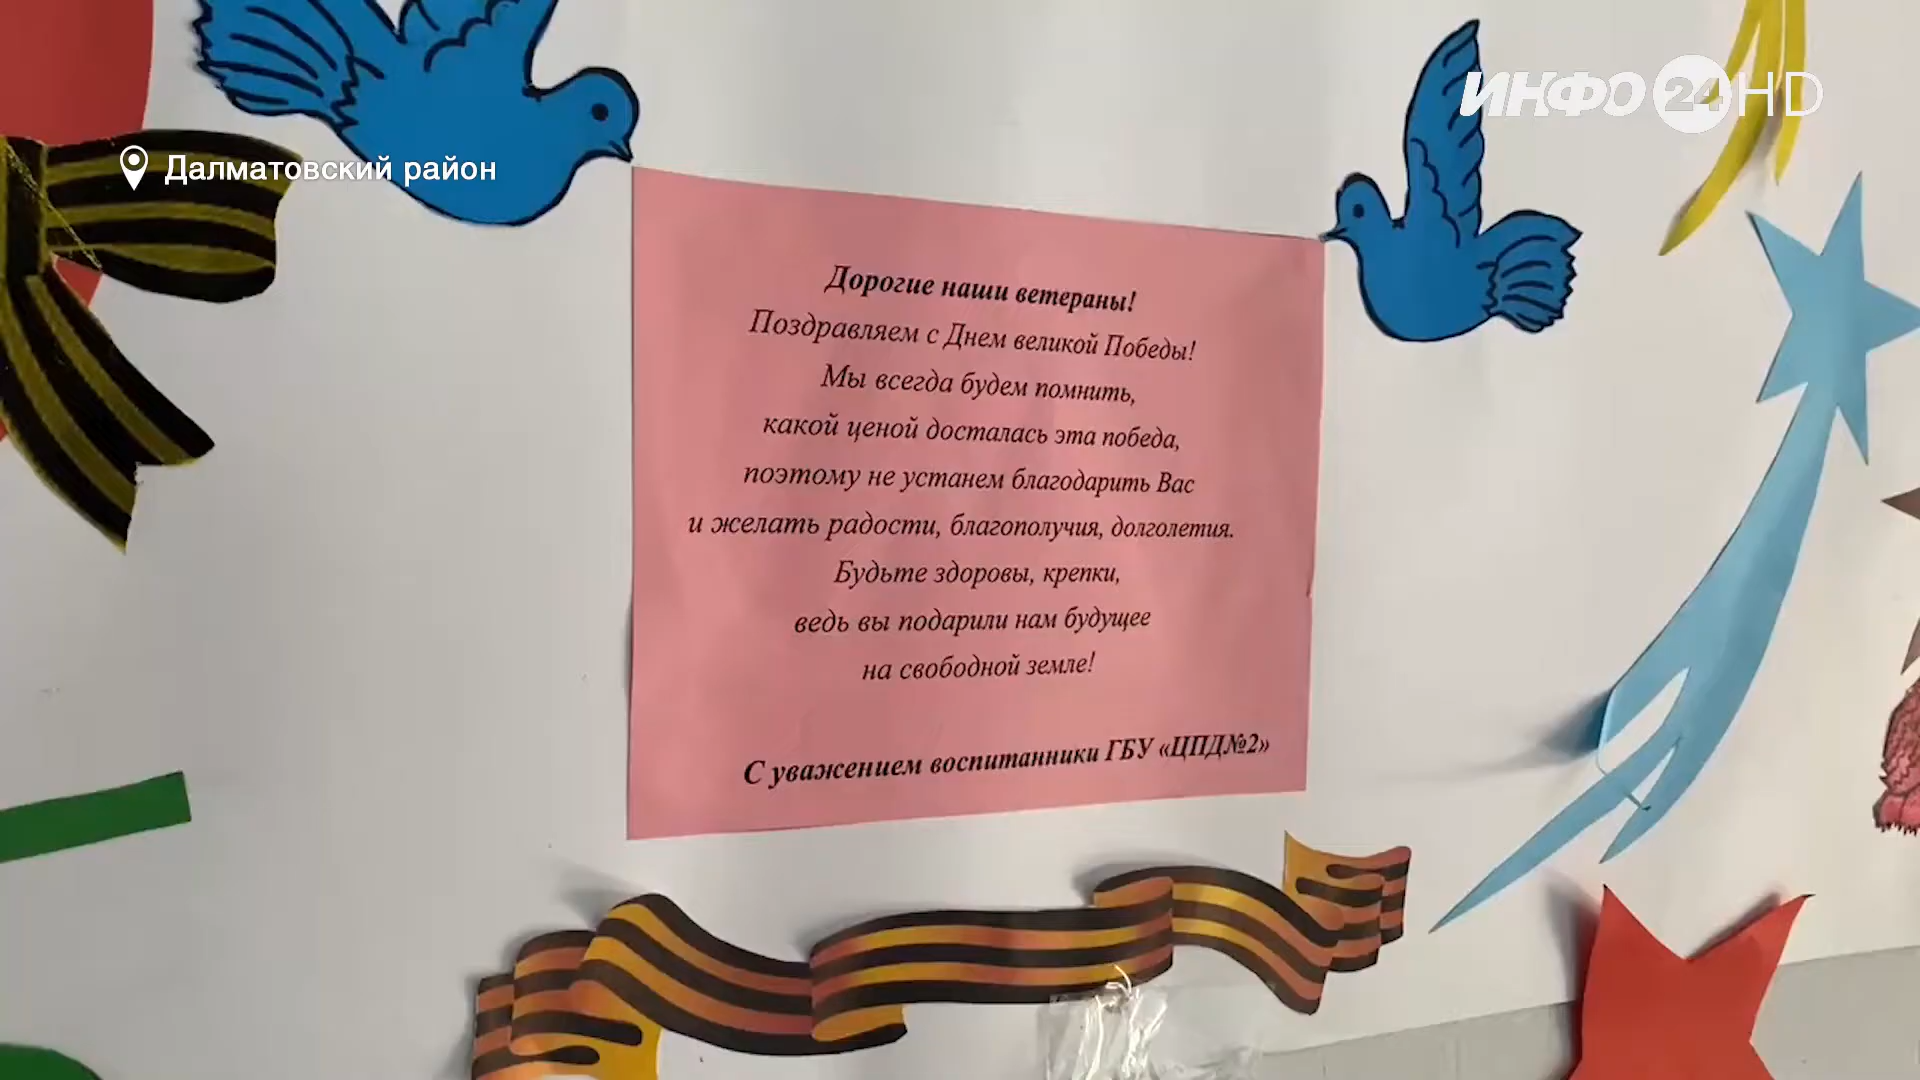 ИНФО 24 HD
Далматовский район
Дорогие наши ветераны!
Поздравляем с Днем великой Победы!
Мы всегда будем помнить,
какой ценой досталась эта победа,
поэтому не устанем благодарить Вас
и желать радости, благополучия, долголетия.
Будьте здоровы, крепки,
ведь вы подарили нам будущее
на свободной земле!
С уважением воспитанники ГБУ «ЦПД№2»